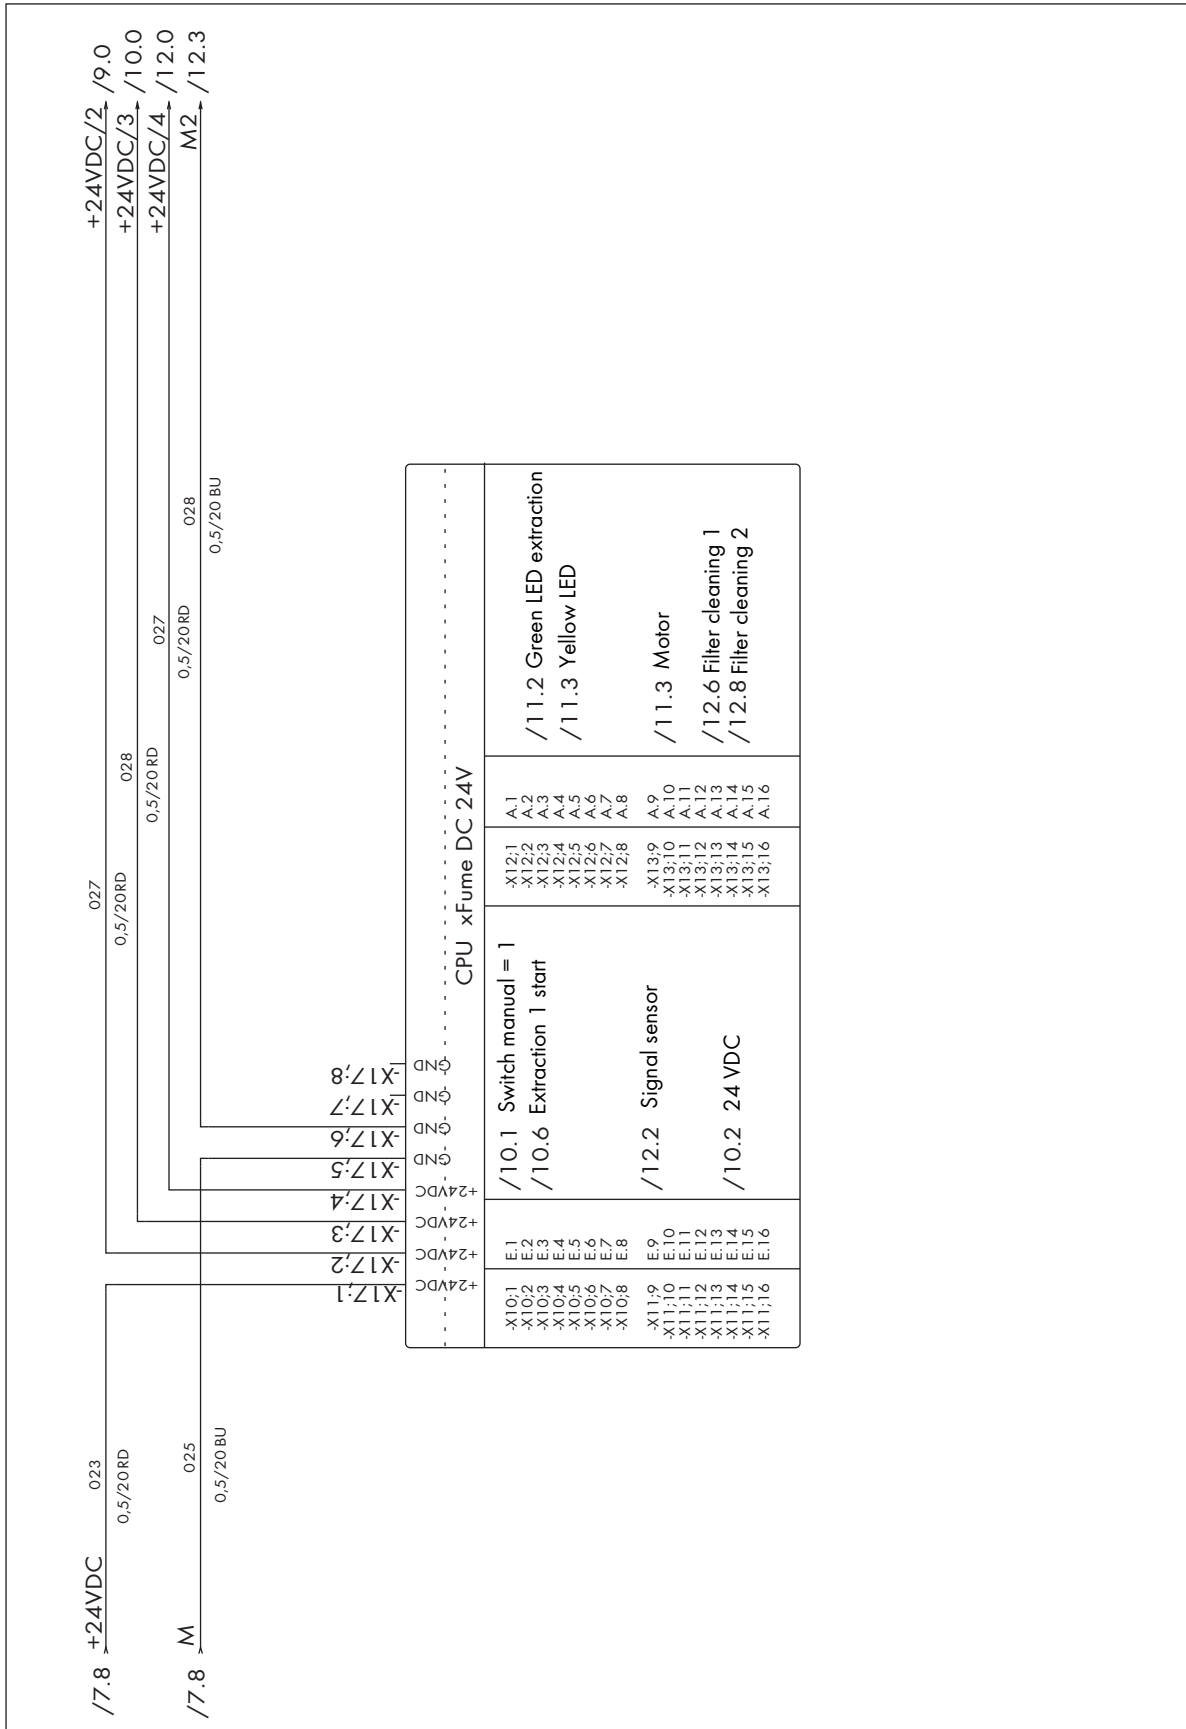 /7.8 +24VDC
023
0,5/20RD
/7.8 M
025
0,5/20 BU
027
0,5/20RD
+24VDC/2 /9.0
028
0,5/20 RD
+24VDC/3 /10.0
027
0,5/20RD
+24VDC/4 /12.0
028
0,5/20 BU
M2 /12.3
-X17;1
-X17;2
-X17;3
-X17;4
-X17;5
-X17;6
-X17;7
-X17;8
+24VDC
+24VDC
+24VDC
+24VDC
GND
GND
GND
GND
CPU xFume DC 24V
-X10;1 E.1
-X10;2 E.2
-X10;3 E.3
-X10;4 E.4
-X10;5 E.5
-X10;6 E.6
-X10;7 E.7
-X10;8 E.8
-X11;9 E.9
-X11;10 E.10
-X11;11 E.11
-X11;12 E.12
-X11;13 E.13
-X11;14 E.14
-X11;15 E.15
-X11;16 E.16
/10.1 Switch manual = 1
/10.6 Extraction 1 start
/12.2 Signal sensor
/10.2 24 VDC
-X12;1 A.1
-X12;2 A.2
-X12;3 A.3
-X12;4 A.4
-X12;5 A.5
-X12;6 A.6
-X12;7 A.7
-X12;8 A.8
-X13;9 A.9
-X13;10 A.10
-X13;11 A.11
-X13;12 A.12
-X13;13 A.13
-X13;14 A.14
-X13;15 A.15
-X13;16 A.16
/11.2 Green LED extraction
/11.3 Yellow LED
/11.3 Motor
/12.6 Filter cleaning 1
/12.8 Filter cleaning 2